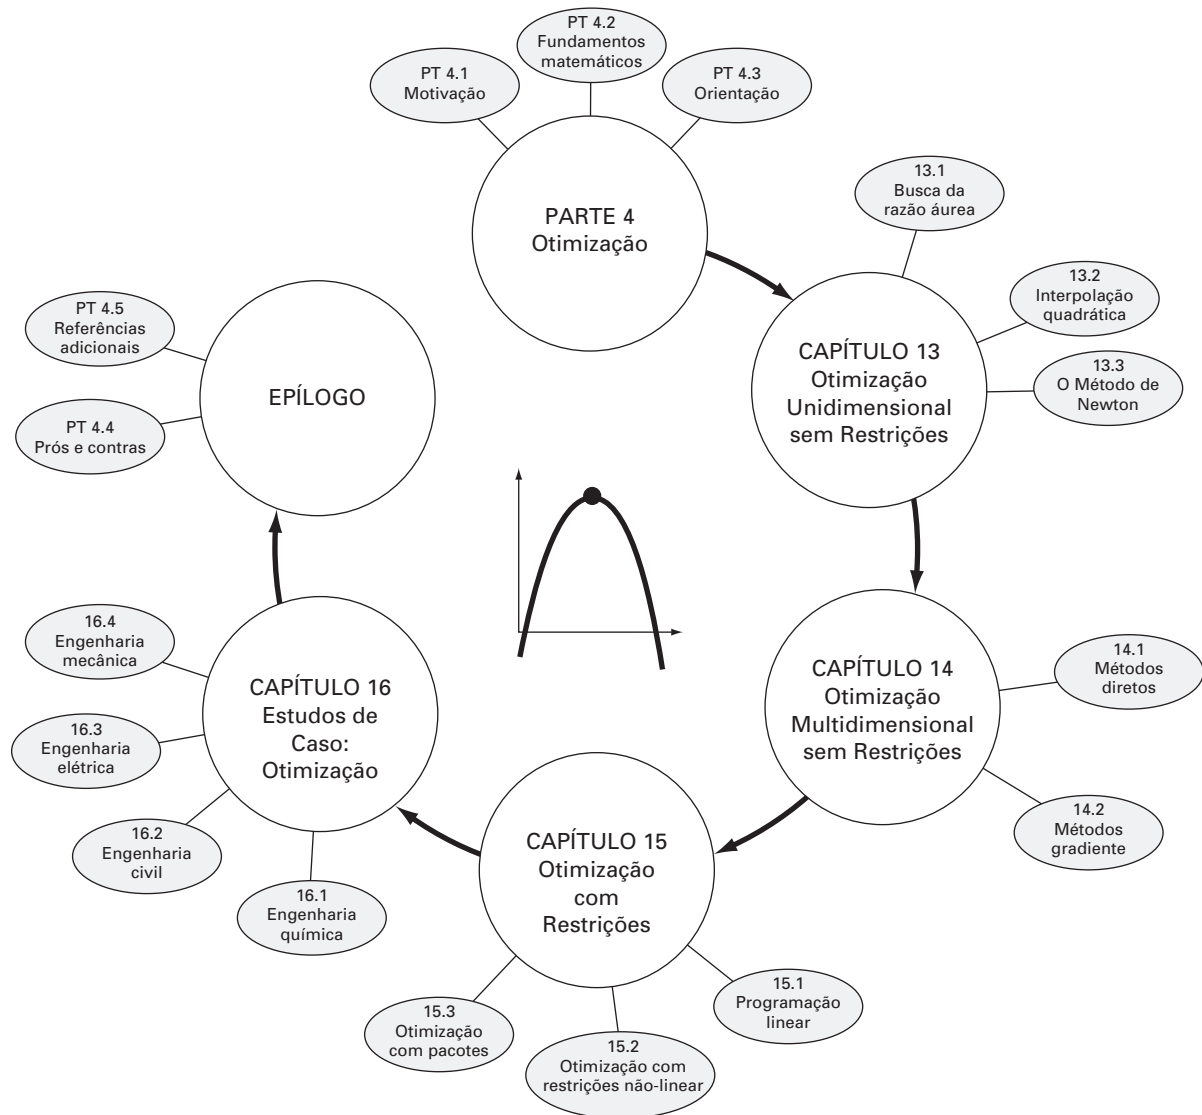 PT 4.1
Motivação
PT 4.2
Fundamentos
matemáticos
PT 4.3
Orientação
PARTE 4
Otimização
13.1
Busca da
razão áurea
13.2
Interpolação
quadrática
13.3
O Método de
Newton
CAPÍTULO 13
Otimização
Unidimensional
sem Restrições
CAPÍTULO 14
Otimização
Multidimensional
sem Restrições
14.1
Métodos
diretos
14.2
Métodos
gradiente
CAPÍTULO 15
Otimização
com
Restrições
15.1
Programação
linear
15.2
Otimização com
restrições não-linear
15.3
Otimização
com pacotes
CAPÍTULO 16
Estudos de
Caso:
Otimização
16.1
Engenharia
química
16.2
Engenharia
civil
16.3
Engenharia
elétrica
16.4
Engenharia
mecânica
EPÍLOGO
PT 4.4
Prós e contras
PT 4.5
Referências
adicionais